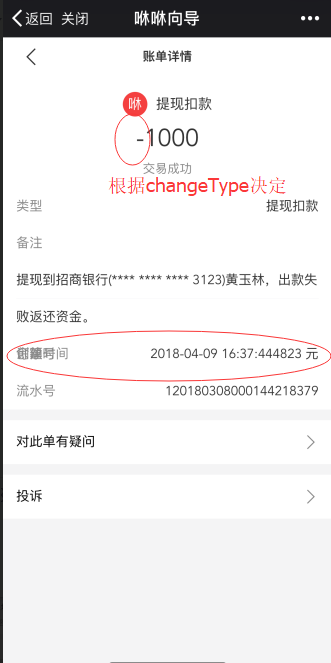 返回 关闭 咻咻向导
账单详情
咻 提现扣款
-1000
交易成功
根据changeType决定
类型 提现扣款
备注
提现到招商银行(**** **** **** 3123)黄玉林，出款失
败返还资金。
时间 2018-04-09 16:37:444823 元
流水号 120180308000144218379
对此单有疑问
投诉